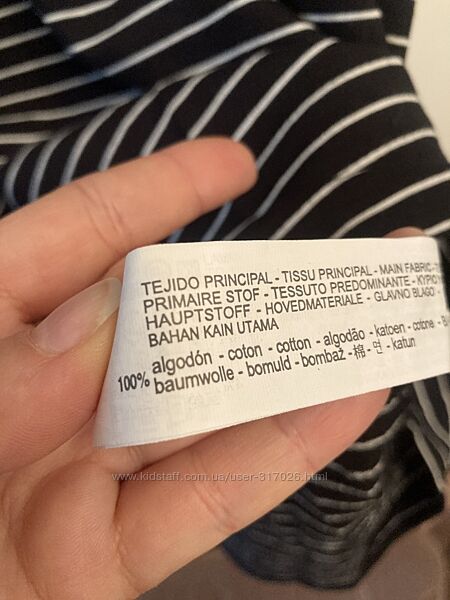 TEJIDO PRINCIPAL - TISSU PRINCIPAL - MAIN FABRIC -
PRIMAIRE STOF - TESSUTO PREDOMINANTE -
HAUPTSTOFF - HOVEDMATERIALE - GLAVNO BLAGO -
BAHAN KAIN UTAMA
algodón - coton - cotton - algodão - katoen - cotone -
100% baumwolle - bomuld - bombaž - 棉 - 면 - katun
www.kidstaff.com.ua/user-317026.html